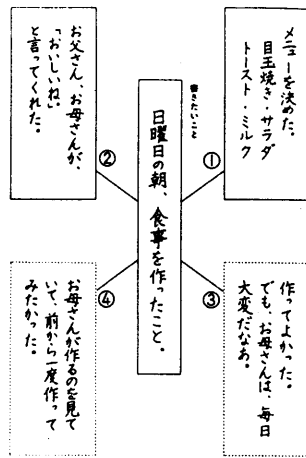 書きたいこと
日曜日の朝、食事を作ったこと。
①
メニューを決めた。
目玉焼き・サラダ
トースト・ミルク
②
お父さん、お母さんが、
「おいしいね」
と言ってくれた。
③
作ってよかった。
でも、お母さんは、毎日
大変だなあ。
④
お母さんが作るのを見て
いて、前から一度作って
みたかった。